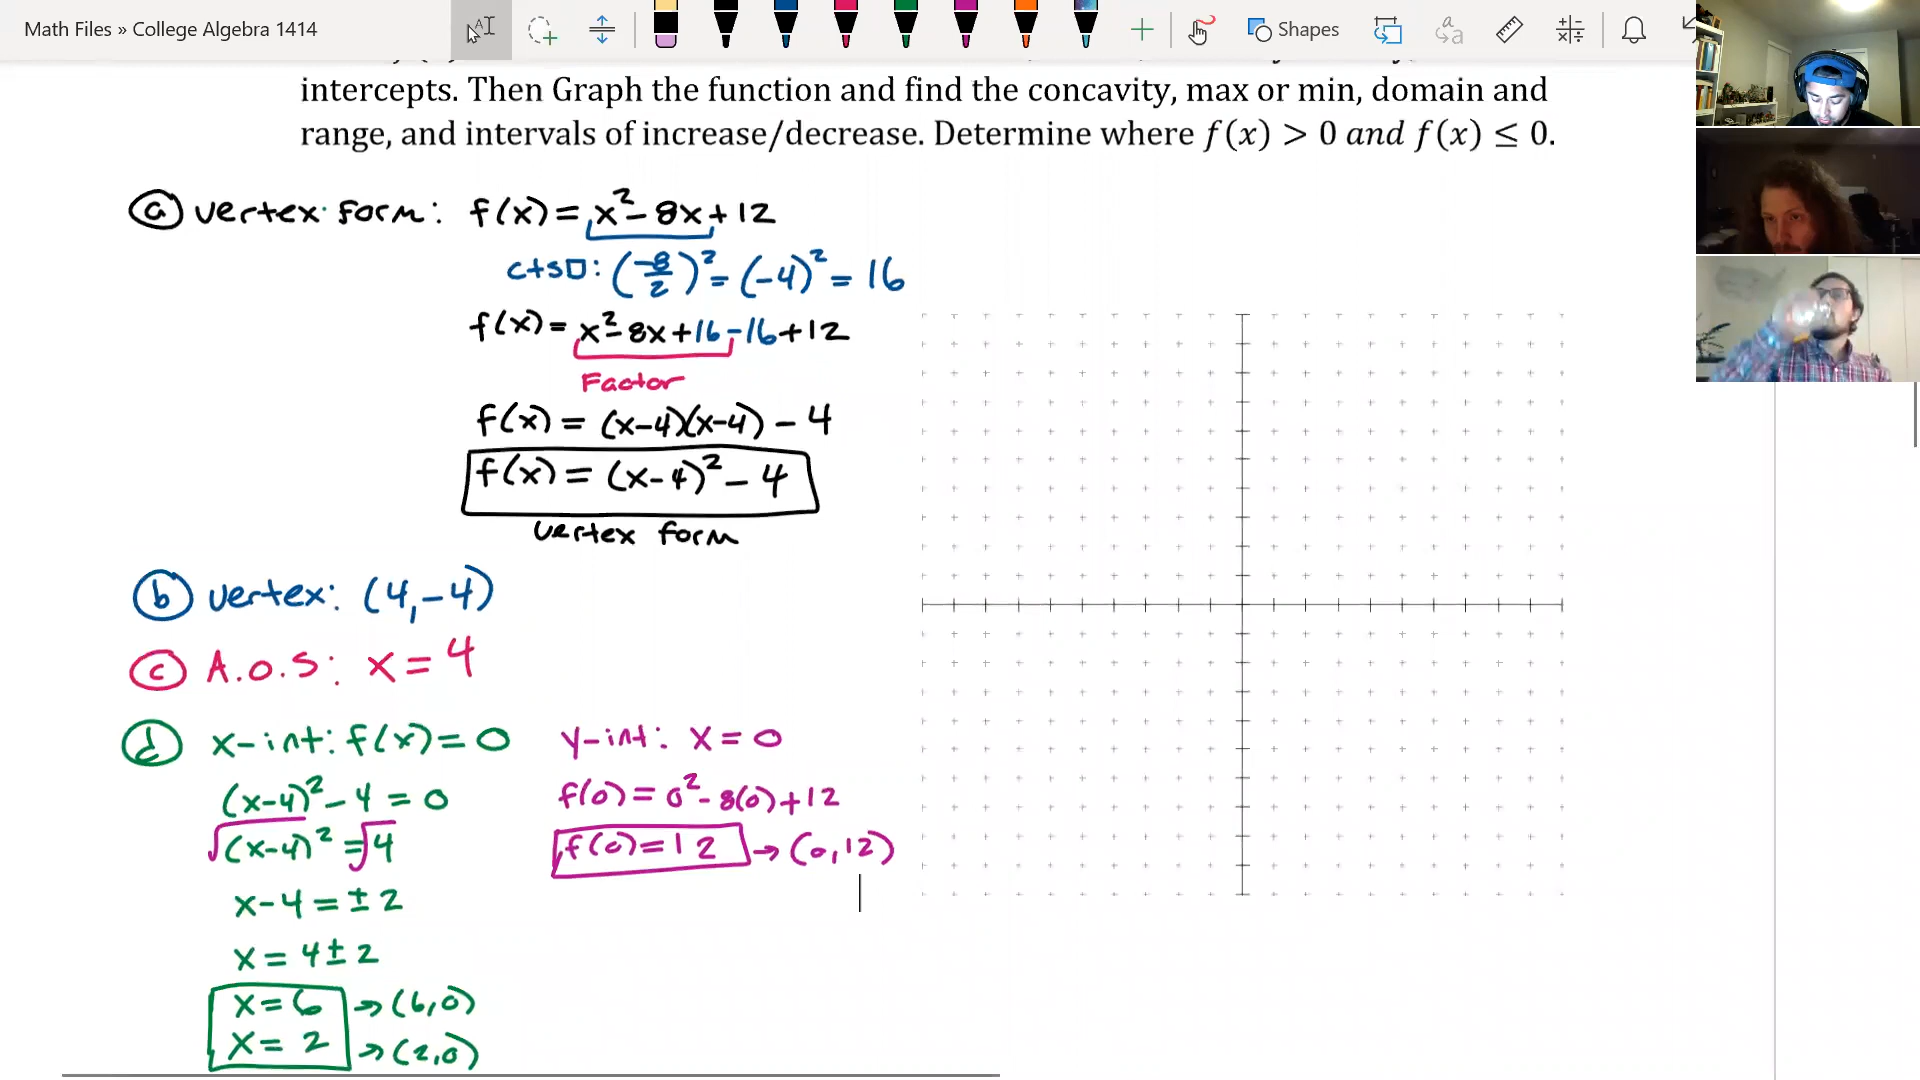 Math Files » College Algebra 1414
Shapes
intercepts. Then Graph the function and find the concavity, max or min, domain and
range, and intervals of increase/decrease. Determine where f(x) > 0 and f(x) ≤ 0.
(a) vertex form: f(x) = x² - 8x + 12
cts□: (-8/2)² = (-4)² = 16
f(x) = x² - 8x + 16 - 16 + 12
Factor
f(x) = (x-4)(x-4) - 4
f(x) = (x-4)² - 4
vertex form
(b) vertex: (4,-4)
(c) A.o.S: x = 4
(d) x-int: f(x) = 0
(x-4)² - 4 = 0
√(x-4)² = √4
x - 4 = ± 2
x = 4 ± 2
x = 6 → (6,0)
x = 2 → (2,0)
y-int: x = 0
f(0) = 0² - 8(0) + 12
f(0) = 12 → (0,12)